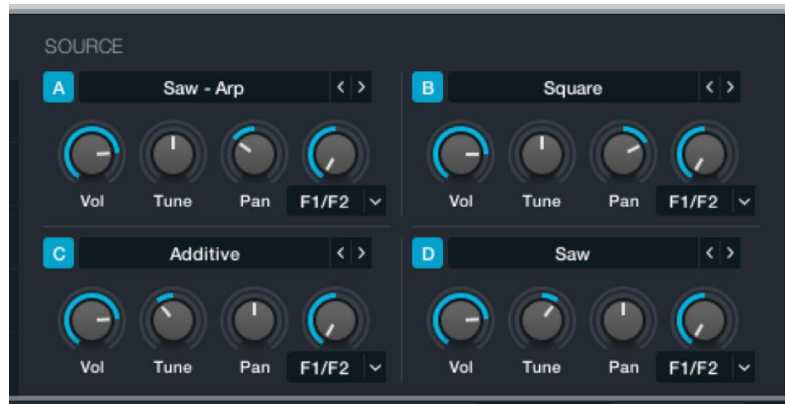 SOURCE
A Saw - Arp < >
Vol Tune Pan F1/F2
B Square < >
Vol Tune Pan F1/F2
C Additive < >
Vol Tune Pan F1/F2
D Saw < >
Vol Tune Pan F1/F2